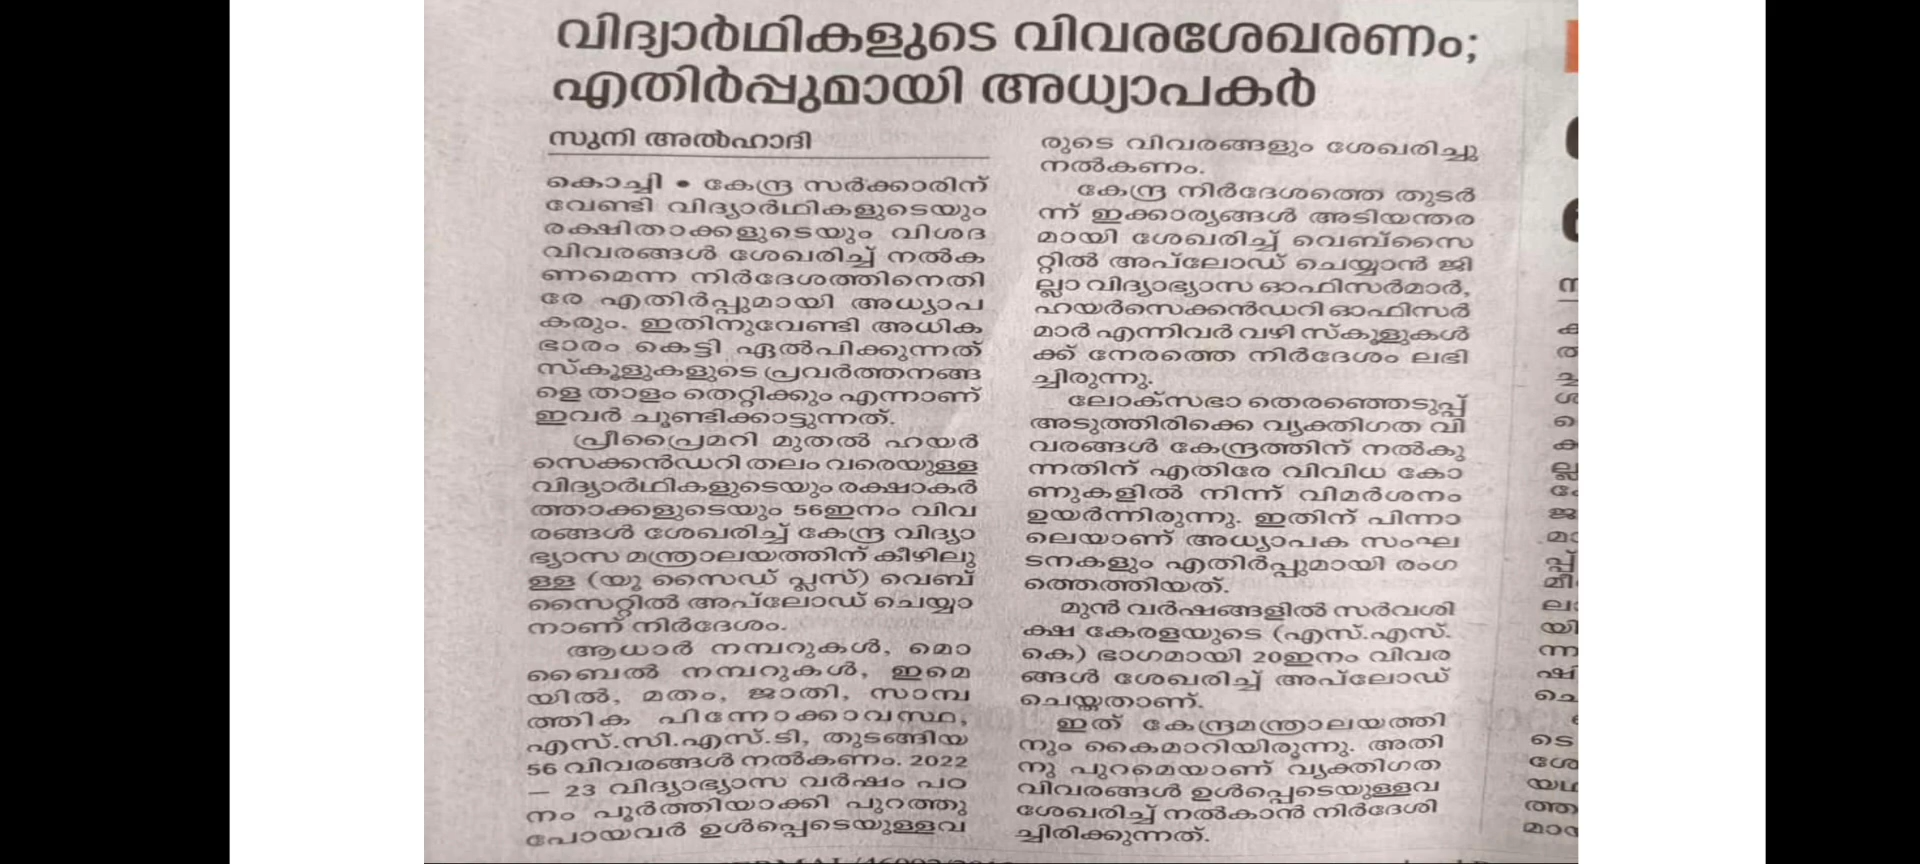 വിദ്യാർഥികളുടെ വിവരശേഖരണം;
എതിർപ്പുമായി അധ്യാപകർ
സുനി അൽഹാദി
കൊച്ചി • കേന്ദ്ര സർക്കാരിന്
വേണ്ടി വിദ്യാർഥികളുടെയും
രക്ഷിതാക്കളുടെയും വിശദ
വിവരങ്ങൾ ശേഖരിച്ച് നൽക
ണമെന്ന നിർദേശത്തിനെതി
രേ എതിർപ്പുമായി അധ്യാപ
കരും. ഇതിനുവേണ്ടി അധിക
ഭാരം കെട്ടി ഏൽപിക്കുന്നത്
സ്കൂളുകളുടെ പ്രവർത്തനങ്ങ
ളെ താളം തെറ്റിക്കും എന്നാണ്
ഇവർ ചൂണ്ടിക്കാട്ടുന്നത്.
പ്രീപ്രൈമറി മുതൽ ഹയർ
സെക്കൻഡറി തലം വരെയുള്ള
വിദ്യാർഥികളുടെയും രക്ഷാകർ
ത്താക്കളുടെയും 56ഇനം വിവ
രങ്ങൾ ശേഖരിച്ച് കേന്ദ്ര വിദ്യാ
ഭ്യാസ മന്ത്രാലയത്തിന് കീഴിലു
ള്ള (യു സൈഡ് പ്ലസ്) വെബ്
സൈറ്റിൽ അപ്‌ലോഡ് ചെയ്യാ
നാണ് നിർദേശം.
ആധാർ നമ്പറുകൾ, മൊ
ബൈൽ നമ്പറുകൾ, ഇമെ
യിൽ, മതം, ജാതി, സാമ്പ
ത്തിക പിന്നോക്കാവസ്ഥ,
എസ്.സി.എസ്.ടി, തുടങ്ങിയ
56 വിവരങ്ങൾ നൽകണം. 2022
— 23 വിദ്യാഭ്യാസ വർഷം പഠ
നം പൂർത്തിയാക്കി പുറത്തു
പോയവർ ഉൾപ്പെടെയുള്ളവ
രുടെ വിവരങ്ങളും ശേഖരിച്ചു
നൽകണം.
കേന്ദ്ര നിർദേശത്തെ തുടർ
ന്ന് ഇക്കാര്യങ്ങൾ അടിയന്തര
മായി ശേഖരിച്ച് വെബ്സൈ
റ്റിൽ അപ്‌ലോഡ് ചെയ്യാൻ ജി
ല്ലാ വിദ്യാഭ്യാസ ഓഫിസർമാർ,
ഹയർസെക്കൻഡറി ഓഫിസർ
മാർ എന്നിവർ വഴി സ്കൂളുകൾ
ക്ക് നേരത്തെ നിർദേശം ലഭി
ച്ചിരുന്നു.
ലോക്സഭാ തെരഞ്ഞെടുപ്പ്
അടുത്തിരിക്കെ വ്യക്തിഗത വി
വരങ്ങൾ കേന്ദ്രത്തിന് നൽകു
ന്നതിന് എതിരേ വിവിധ കോ
ണുകളിൽ നിന്ന് വിമർശനം
ഉയർന്നിരുന്നു. ഇതിന് പിന്നാ
ലെയാണ് അധ്യാപക സംഘ
ടനകളും എതിർപ്പുമായി രംഗ
ത്തെത്തിയത്.
മുൻ വർഷങ്ങളിൽ സർവശി
ക്ഷ കേരളയുടെ (എസ്.എസ്.
കെ) ഭാഗമായി 20ഇനം വിവര
ങ്ങൾ ശേഖരിച്ച് അപ്‌ലോഡ്
ചെയ്തതാണ്.
ഇത് കേന്ദ്രമന്ത്രാലയത്തി
നും കൈമാറിയിരുന്നു. അതി
നു പുറമെയാണ് വ്യക്തിഗത
വിവരങ്ങൾ ഉൾപ്പെടെയുള്ളവ
ശേഖരിച്ച് നൽകാൻ നിർദേശി
ച്ചിരിക്കുന്നത്.